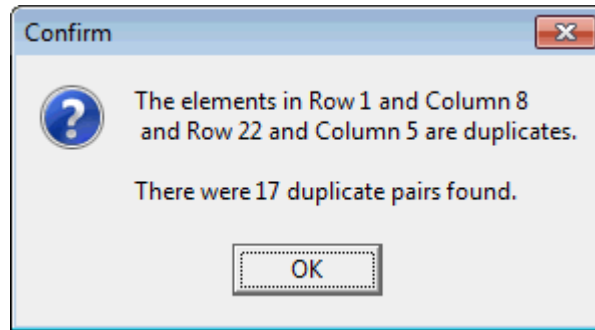 Confirm
The elements in Row 1 and Column 8
and Row 22 and Column 5 are duplicates.
There were 17 duplicate pairs found.
OK